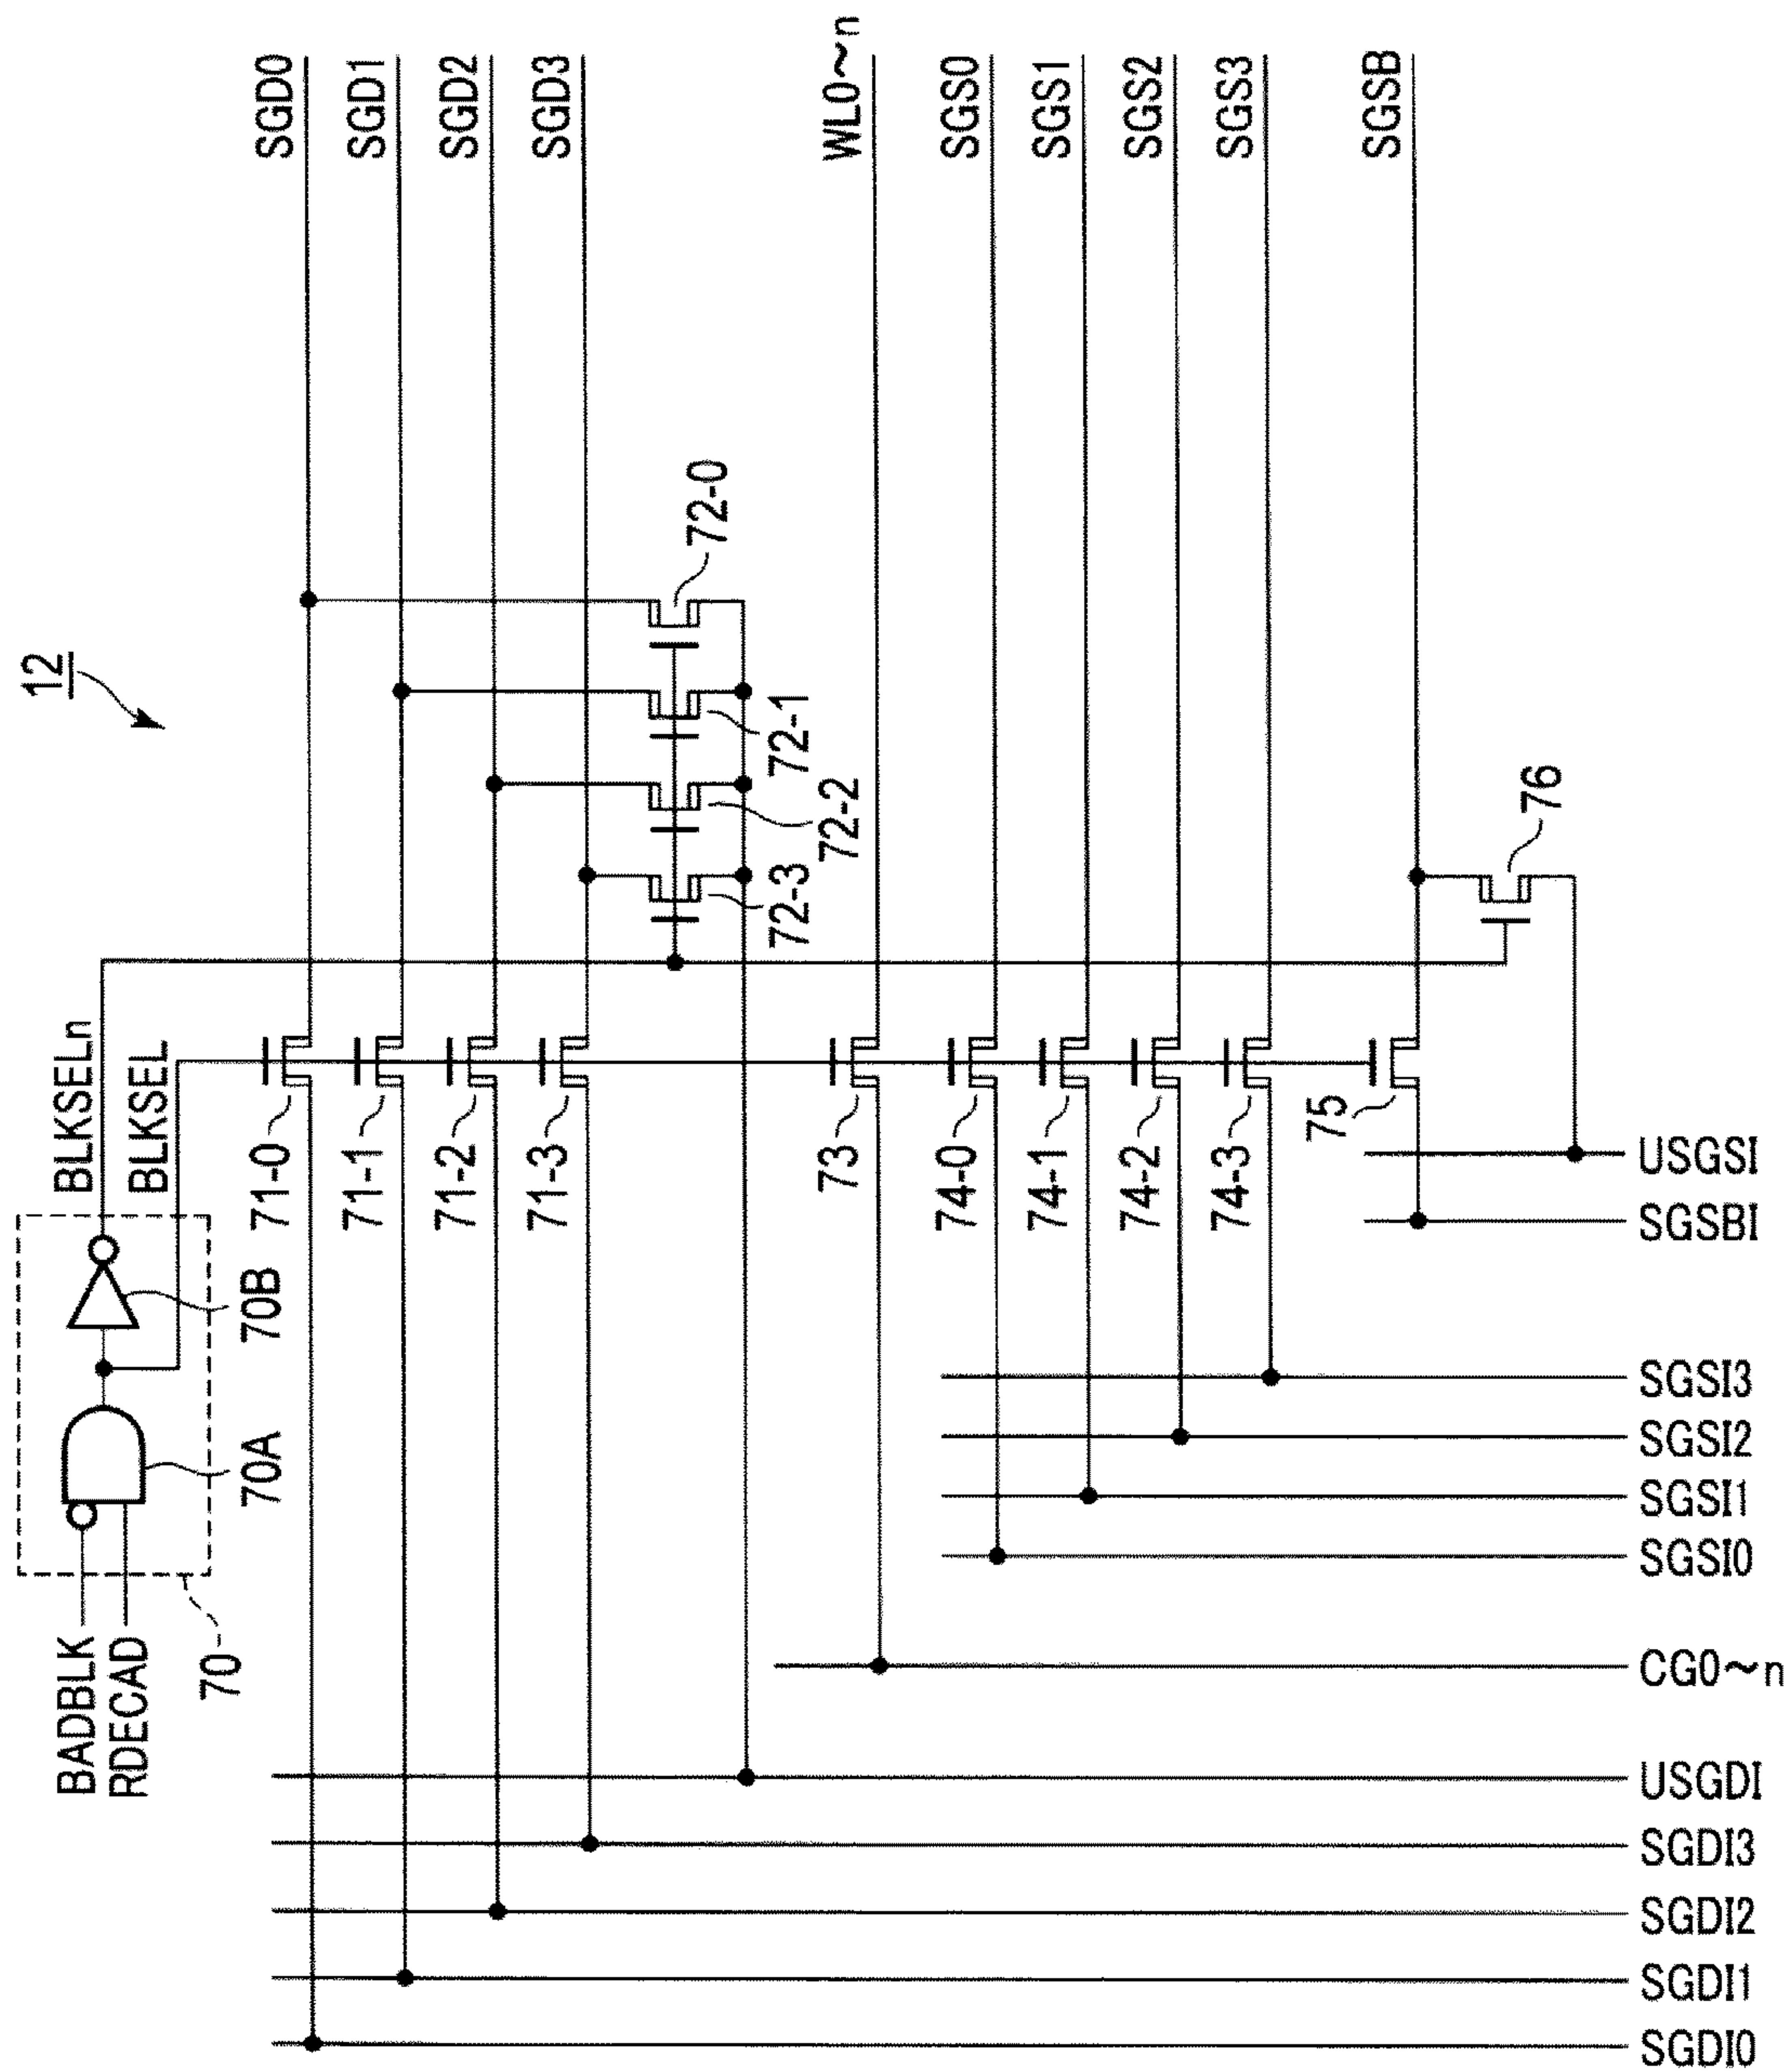 12
BADBLK
RDECAD
70
70A
70B
BLKSELn
BLKSEL
SGD0
SGD1
SGD2
SGD3
WL0~n
SGS0
SGS1
SGS2
SGS3
SGSB
71-0
71-1
71-2
71-3
72-0
72-1
72-2
72-3
73
74-0
74-1
74-2
74-3
75
76
USGSI
SGSBI
SGSI3
SGSI2
SGSI1
SGSI0
CG0~n
USGDI
SGDI3
SGDI2
SGDI1
SGDI0